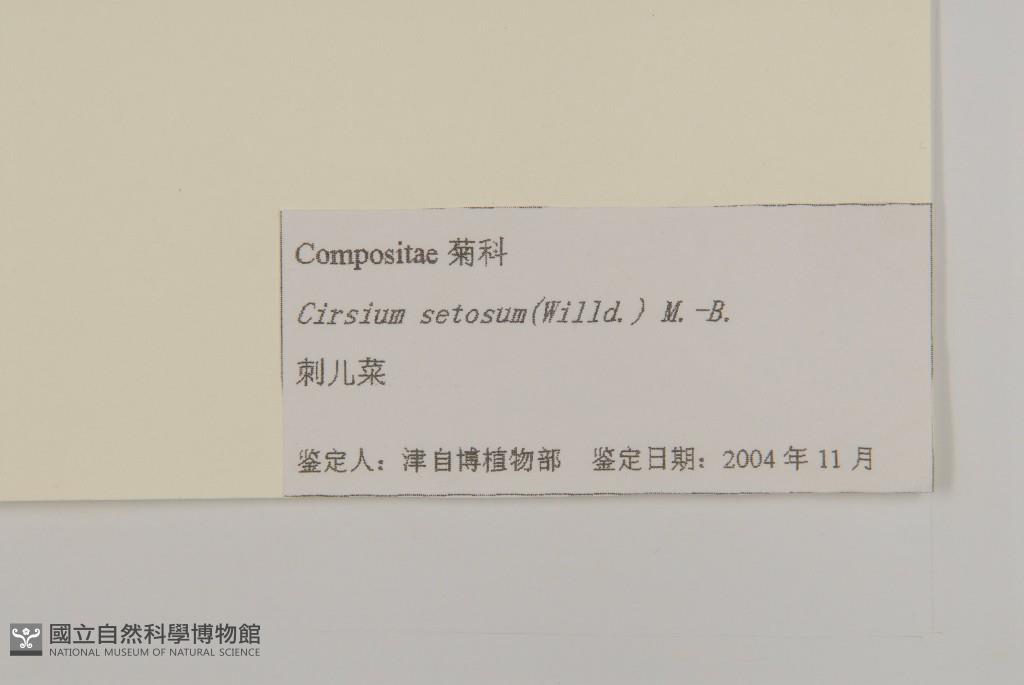 Compositae 菊科
Cirsium setosum(Willd.) M.-B.
刺儿菜
鉴定人：津自博植物部 鉴定日期：2004 年 11 月
國立自然科學博物館
NATIONAL MUSEUM OF NATURAL SCIENCE